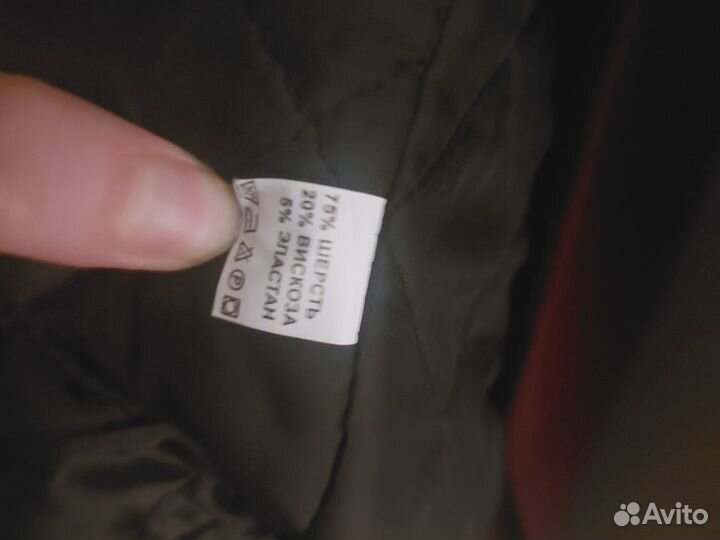 75% ШЕРСТЬ
20% ВИСКОЗА
5% ЭЛАСТАН
Avito